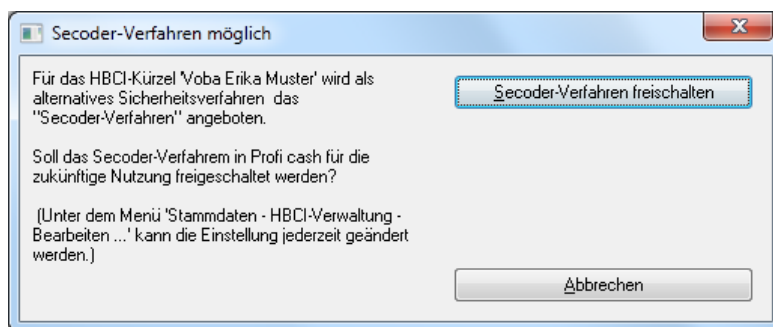 Secoder-Verfahren möglich
Für das HBCI-Kürzel 'Voba Erika Muster' wird als
alternatives Sicherheitsverfahren das
"Secoder-Verfahren" angeboten.
Soll das Secoder-Verfahrem in Profi cash für die
zukünftige Nutzung freigeschaltet werden?
(Unter dem Menü 'Stammdaten - HBCI-Verwaltung -
Bearbeiten ...' kann die Einstellung jederzeit geändert
werden.)
Secoder-Verfahren freischalten
Abbrechen